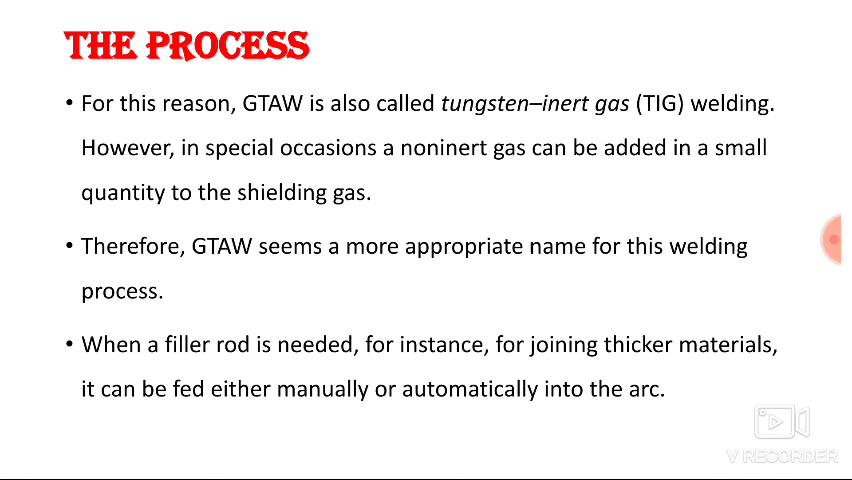 THE PROCESS
• For this reason, GTAW is also called tungsten–inert gas (TIG) welding.
However, in special occasions a noninert gas can be added in a small
quantity to the shielding gas.
• Therefore, GTAW seems a more appropriate name for this welding
process.
• When a filler rod is needed, for instance, for joining thicker materials,
it can be fed either manually or automatically into the arc.
V RECORDER